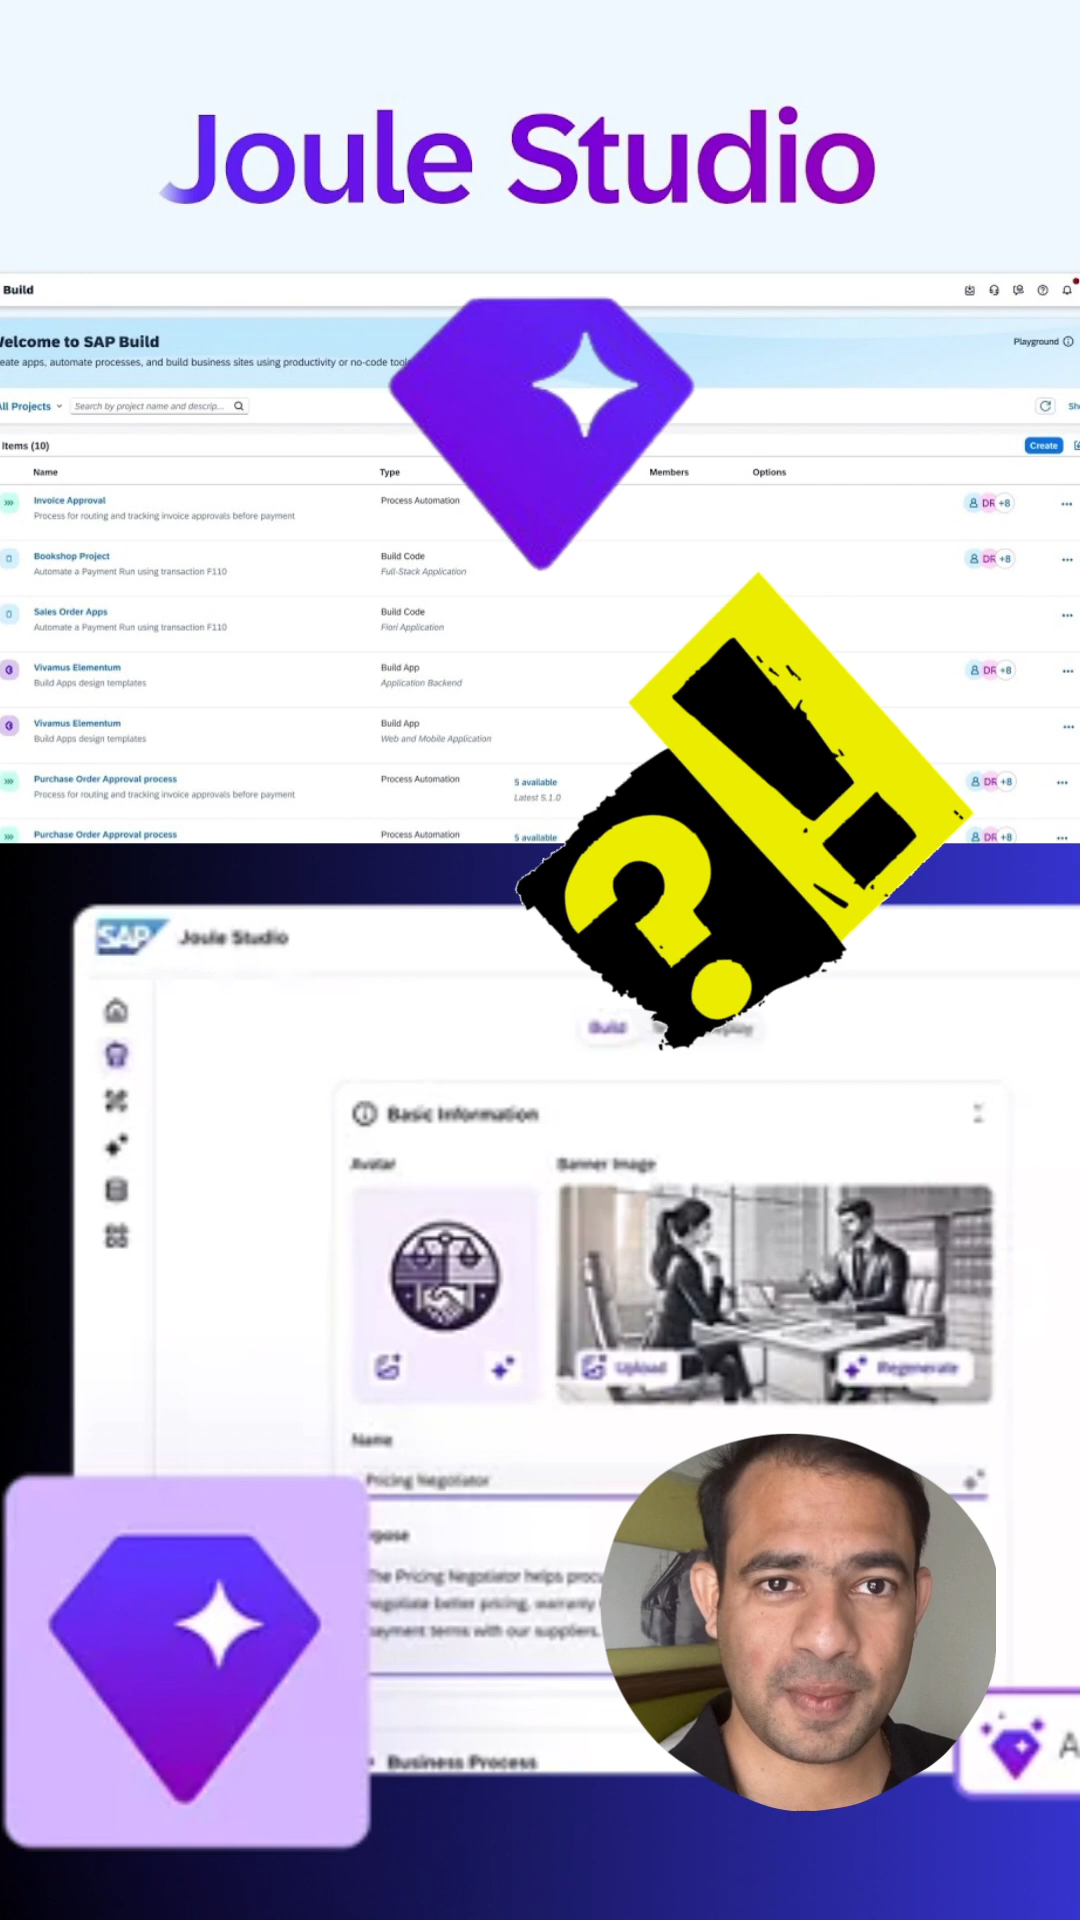 Joule Studio
Build
Welcome to SAP Build
eate apps, automate processes, and build business sites using productivity or no-code tool
Playground
All Projects
Search by project name and descrip...
Sh
Items (10)
Create
Name Type Members Options
Invoice Approval Process Automation DR +8
Process for routing and tracking invoice approvals before payment
Bookshop Project Build Code DR +8
Automate a Payment Run using transaction F110 Full-Stack Application
Sales Order Apps Build Code
Automate a Payment Run using transaction F110 Fiori Application
Vivamus Elementum Build App DR +8
Build Apps design templates Application Backend
Vivamus Elementum Build App
Build Apps design templates Web and Mobile Application
Purchase Order Approval process Process Automation 5 available DR +8
Process for routing and tracking invoice approvals before payment Latest 5.1.0
Purchase Order Approval process Process Automation 5 available DR +8
!
?
SAP Joule Studio
Build
Basic Information
Avatar Banner Image
Upload Regenerate
Name
Pricing Negotiator
pose
The Pricing Negotiator helps proc
negotiate better pricing, warranty
payment terms with our suppliers.
Business Process
A